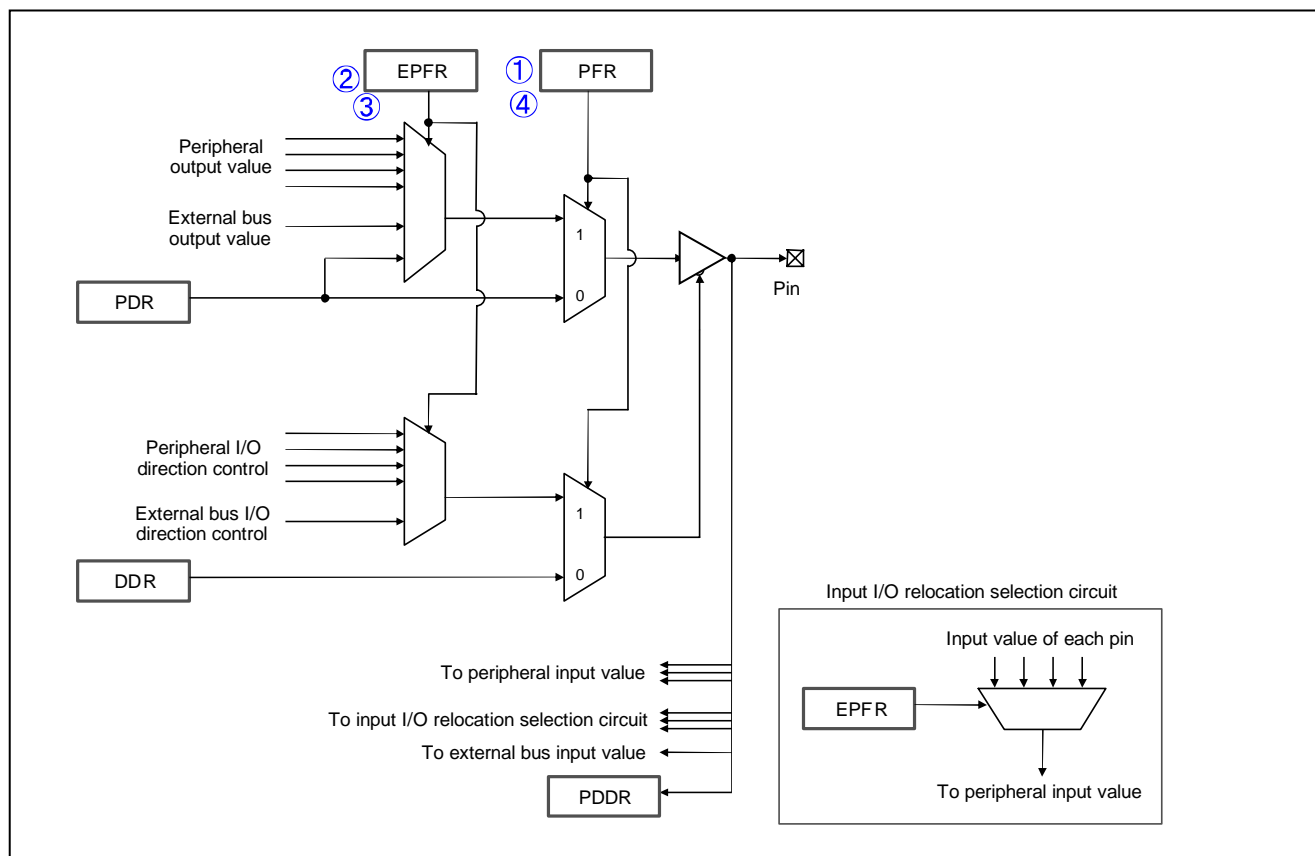 ②
EPFR
①
PFR
③
④
Peripheral
output value
External bus
output value
1
0
PDR
Pin
Peripheral I/O
direction control
External bus I/O
direction control
1
0
DDR
Input I/O relocation selection circuit
Input value of each pin
EPFR
To peripheral input value
To peripheral input value
To input I/O relocation selection circuit
To external bus input value
PDDR